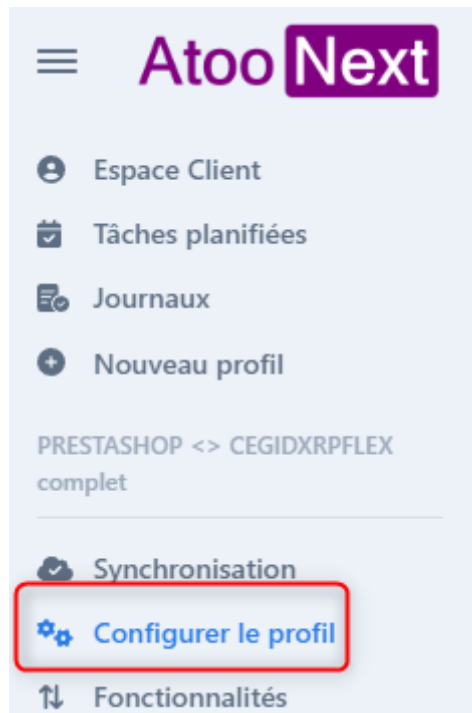 Atoo Next
Espace Client
Tâches planifiées
Journaux
Nouveau profil
PRESTASHOP <> CEGIDXRPFLEX
complet
Synchronisation
Configurer le profil
Fonctionnalités